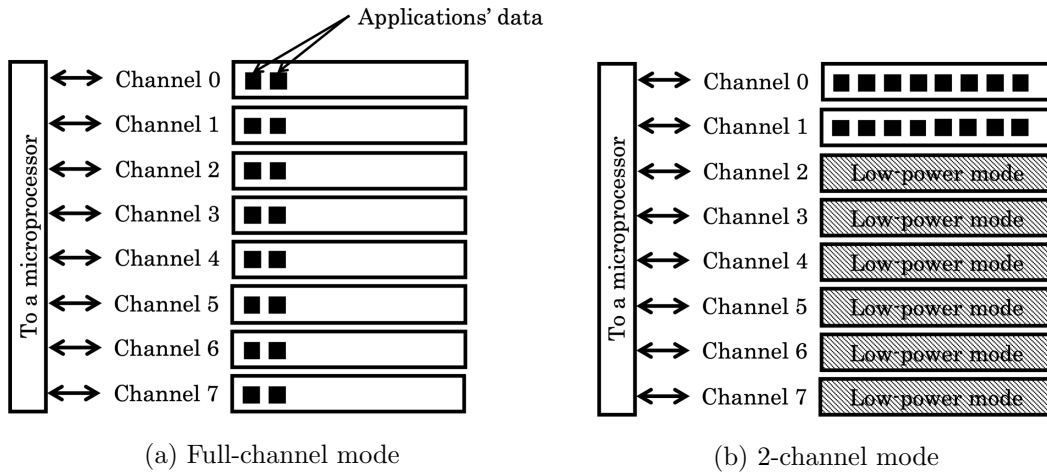 Applications’ data
To a microprocessor
Channel 0
Channel 1
Channel 2
Channel 3
Channel 4
Channel 5
Channel 6
Channel 7
(a) Full-channel mode
To a microprocessor
Channel 0
Channel 1
Channel 2 Low-power mode
Channel 3 Low-power mode
Channel 4 Low-power mode
Channel 5 Low-power mode
Channel 6 Low-power mode
Channel 7 Low-power mode
(b) 2-channel mode